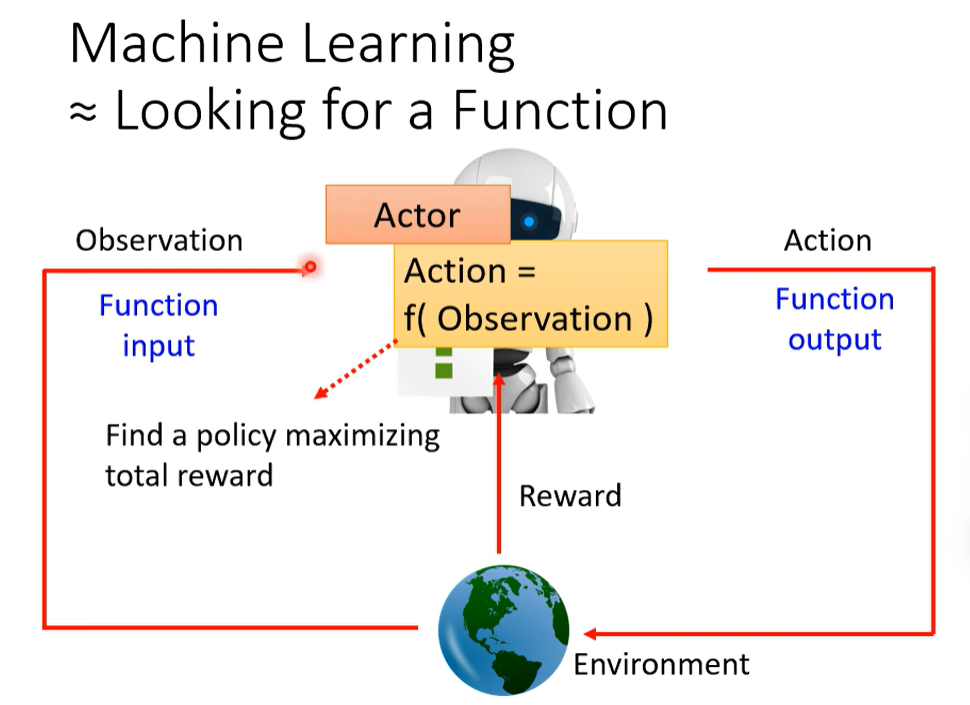 Machine Learning
≈ Looking for a Function
Actor
Observation
Action
Action =
f( Observation )
Function
input
Function
output
Find a policy maximizing
total reward
Reward
Environment